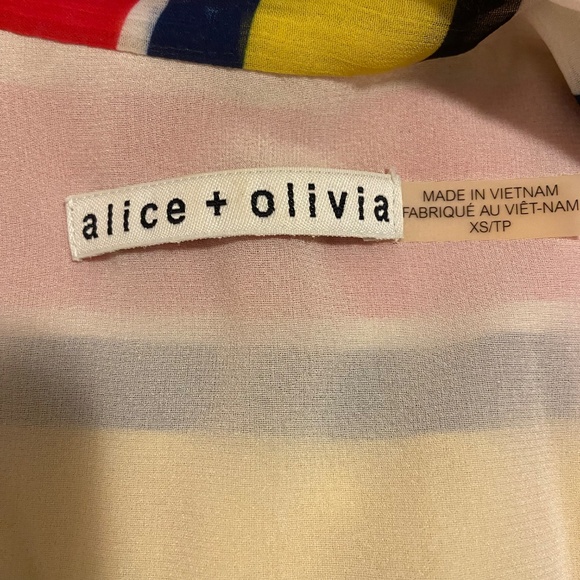 alice + olivia
MADE IN VIETNAM
FABRIQUÉ AU VIÊT-NAM
XS/TP